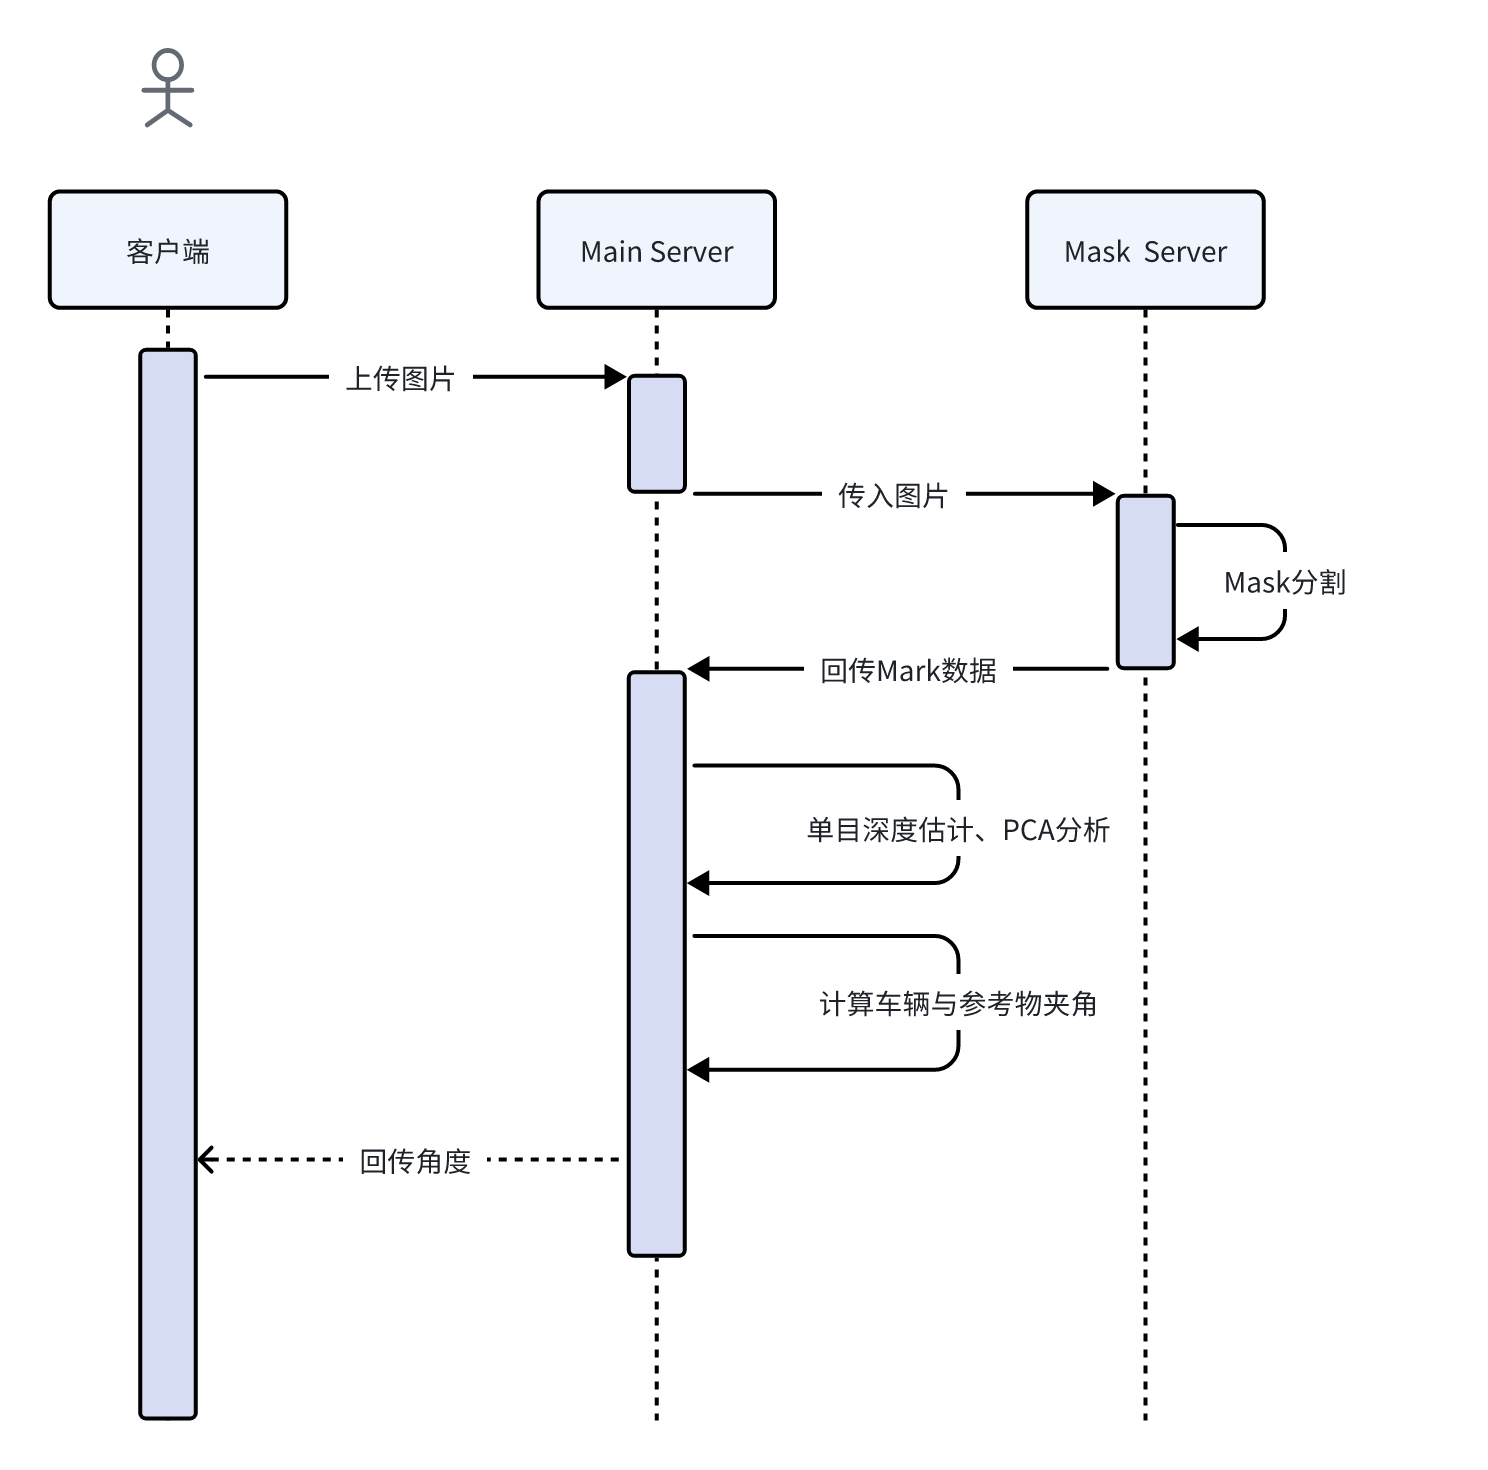 客户端
Main Server
Mask  Server
上传图片
传入图片
Mask分割
回传Mark数据
单目深度估计、PCA分析
计算车辆与参考物夹角
回传角度